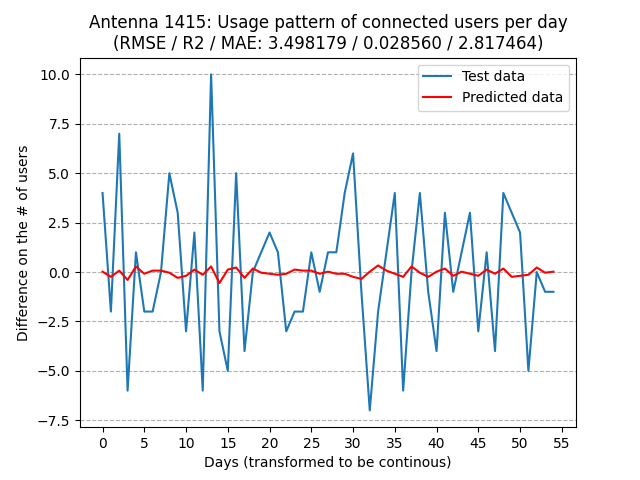 Antenna 1415: Usage pattern of connected users per day
(RMSE / R2 / MAE: 3.498179 / 0.028560 / 2.817464)
Test data
Predicted data
Difference on the # of users
10.0
7.5
5.0
2.5
0.0
−2.5
−5.0
−7.5
0 5 10 15 20 25 30 35 40 45 50 55
Days (transformed to be continous)